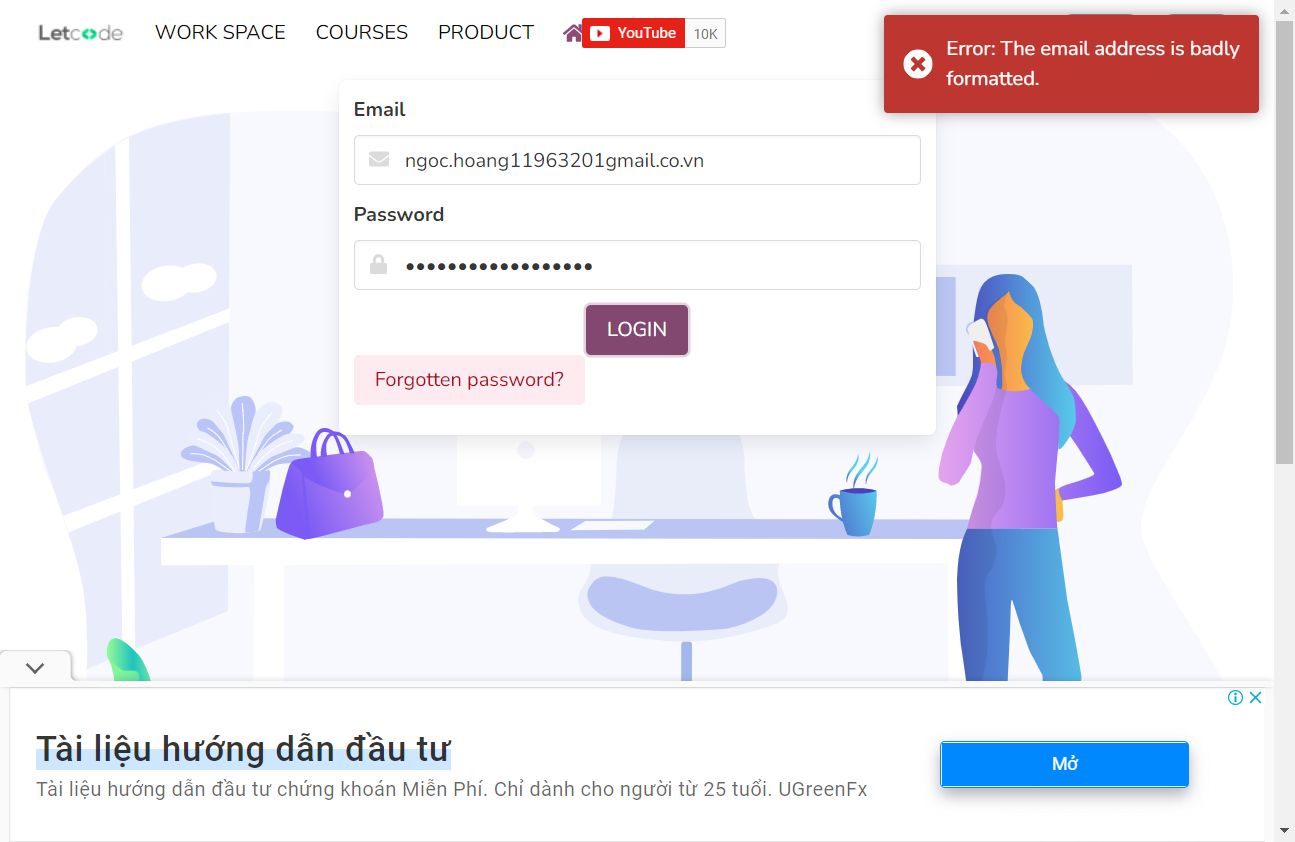 Letcode WORK SPACE COURSES PRODUCT YouTube 10K
Error: The email address is badly
formatted.
Email
ngoc.hoang11963201gmail.co.vn
Password
••••••••••••••••••
LOGIN
Forgotten password?
Tài liệu hướng dẫn đầu tư
Tài liệu hướng dẫn đầu tư chứng khoán Miễn Phí. Chỉ dành cho người từ 25 tuổi. UGreenFx
Mở